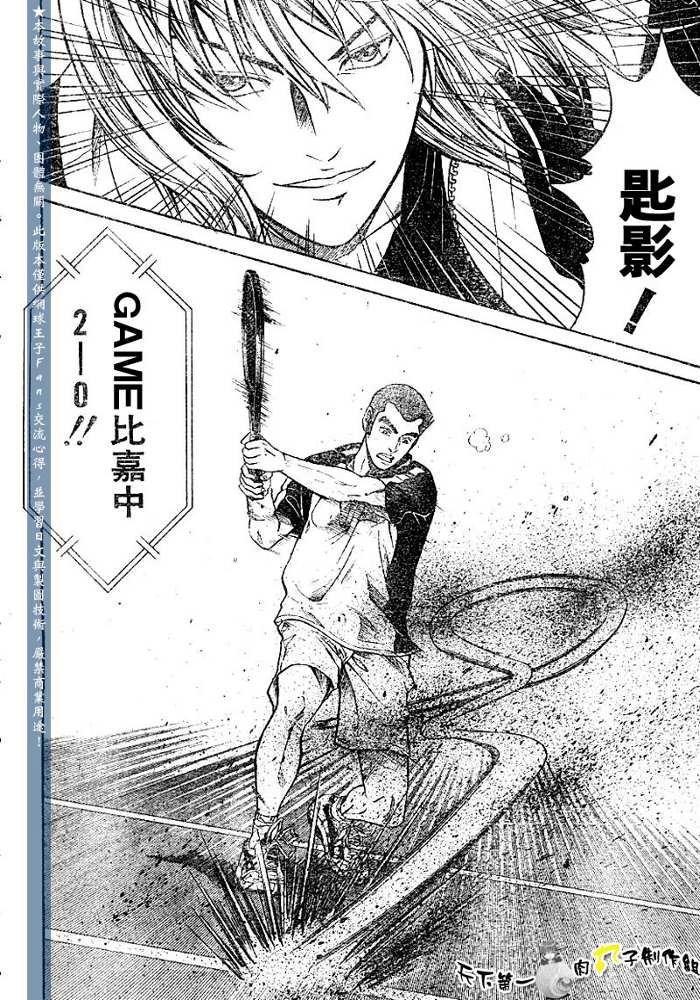 匙影！
GAME比嘉中
2—0！！
★本故事與實際人物、團體無關。此版本僅供網球王子Fans交流心得，並學習日文與製圖技術，嚴禁商業用途！
天下第一
肉丸子制作組